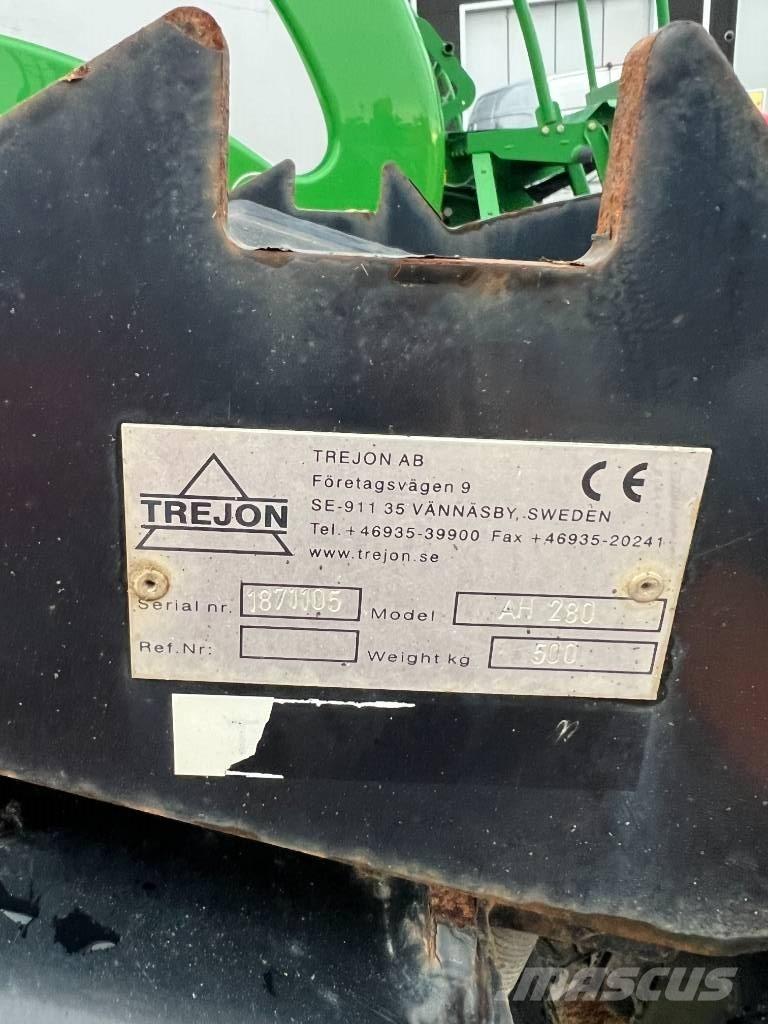 TREJON
TREJON AB
Företagsvägen 9
SE-911 35 VÄNNÄSBY, SWEDEN
Tel. +46935-39900 Fax +46935-20241
www.trejon.se
CE
Serial nr. 1871105 Model AH 280
Ref.Nr: Weight kg 500
MASCUS